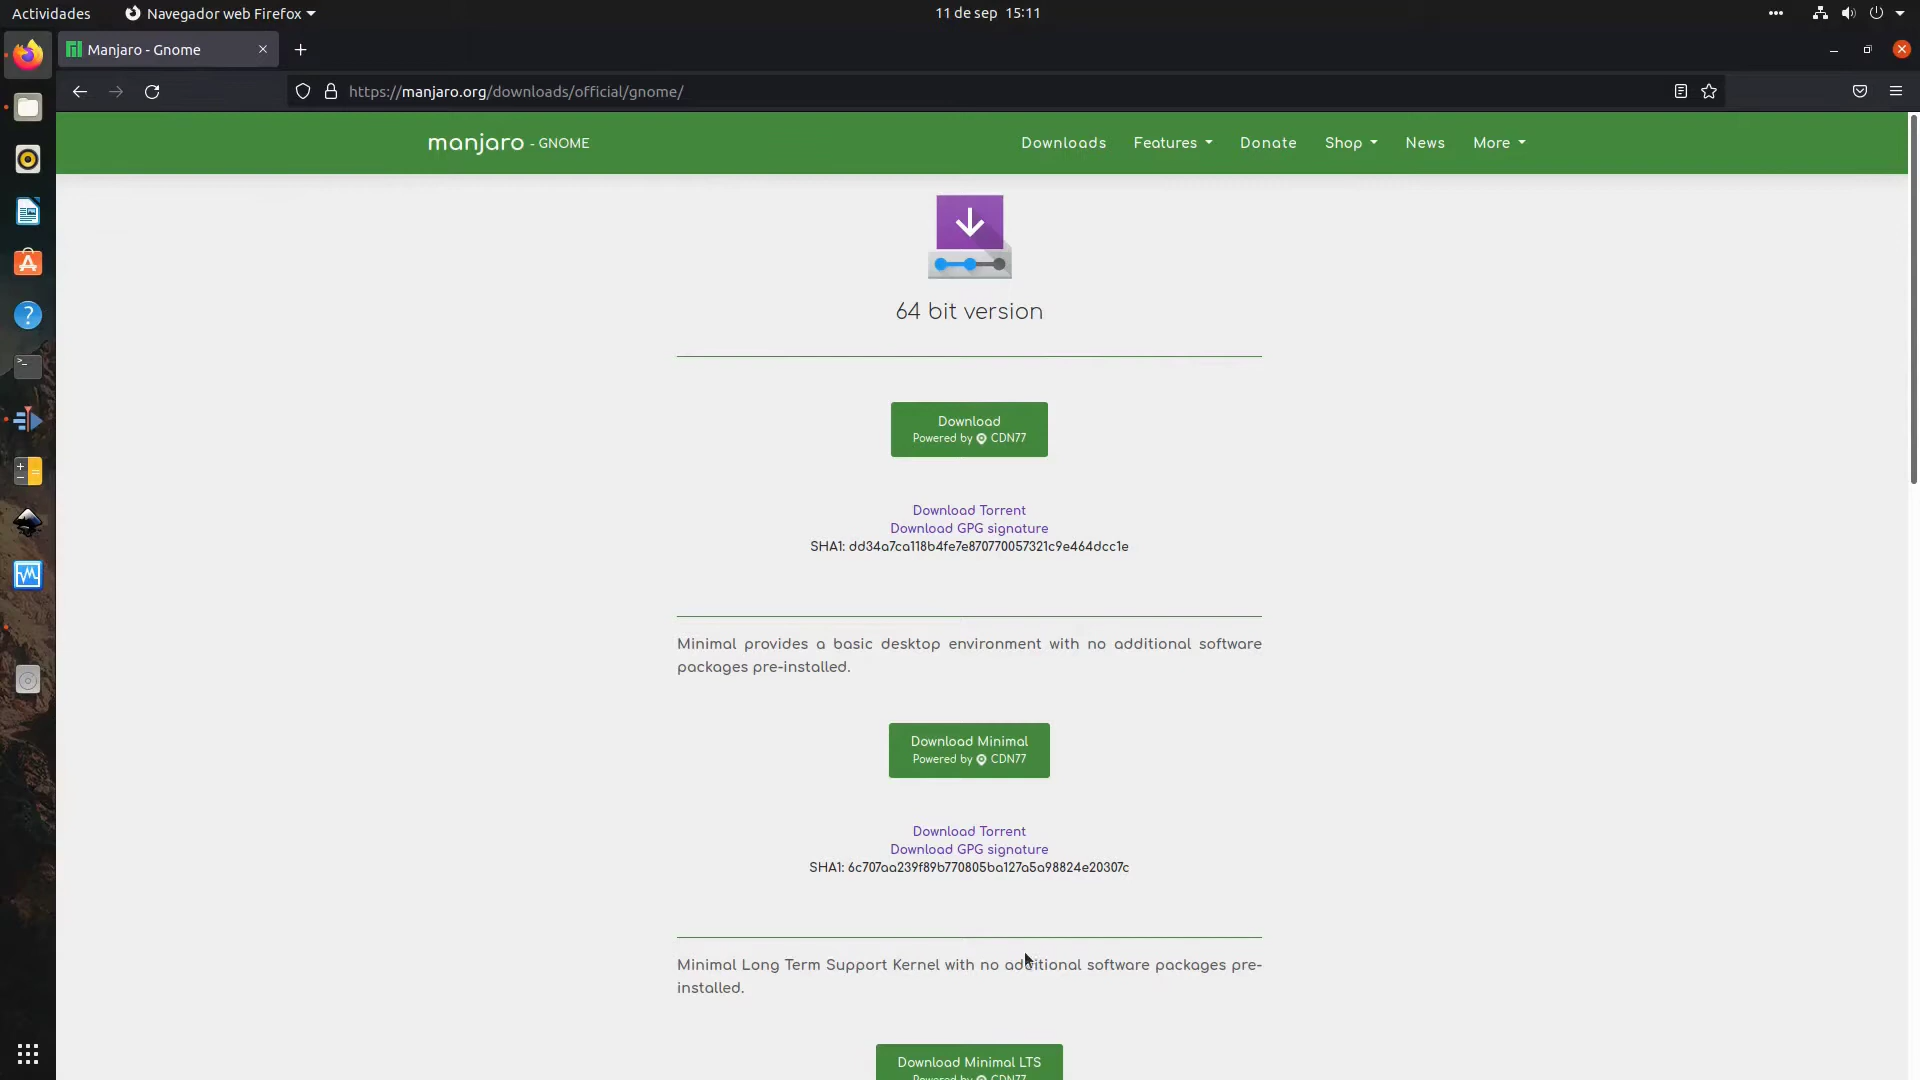 Actividades
Navegador web Firefox
11 de sep 15:11
Manjaro - Gnome
https://manjaro.org/downloads/official/gnome/
manjaro - GNOME
Downloads
Features
Donate
Shop
News
More
64 bit version
Download
Powered by CDN77
Download Torrent
Download GPG signature
SHA1: dd34a7ca118b4fe7e870770057321c9e464dcc1e
Minimal provides a basic desktop environment with no additional software
packages pre-installed.
Download Minimal
Powered by CDN77
Download Torrent
Download GPG signature
SHA1: 6c707aa239f89b770805ba127a5a98824e20307c
Minimal Long Term Support Kernel with no additional software packages pre-
installed.
Download Minimal LTS
Powered by CDN77